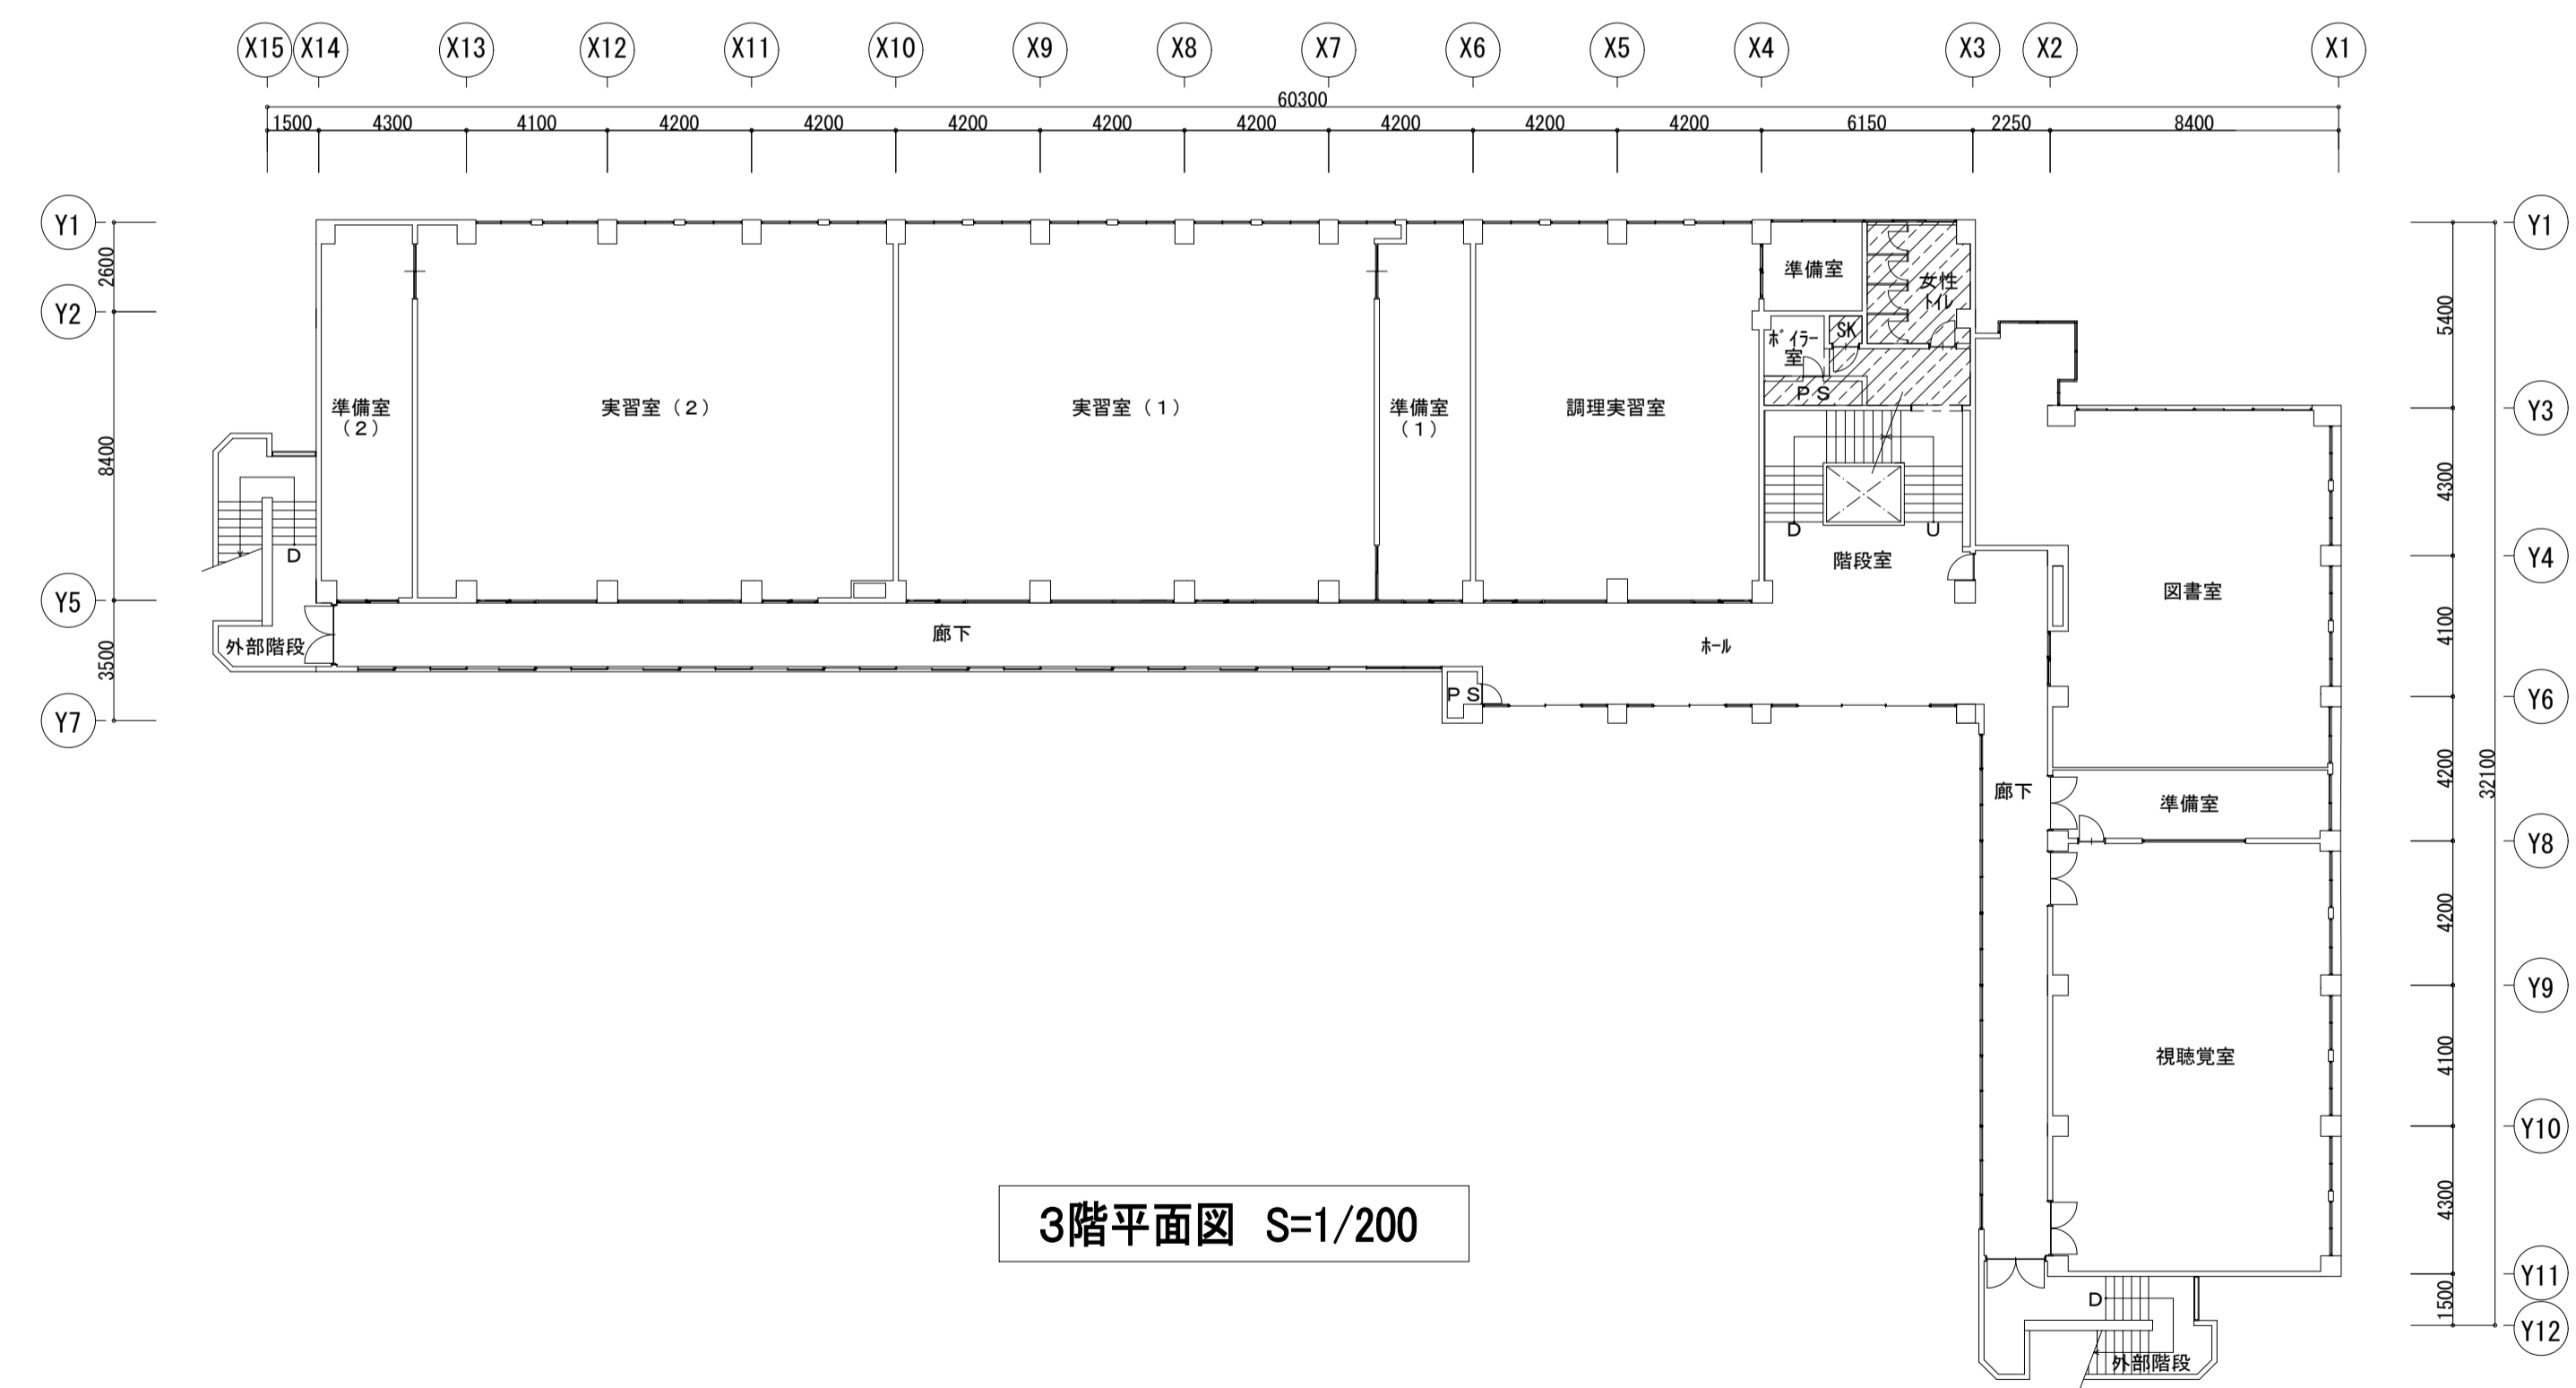 X15 X14 X13 X12 X11 X10 X9 X8 X7 X6 X5 X4 X3 X2 X1
60300
1500 4300 4100 4200 4200 4200 4200 4200 4200 4200 4200 6150 2250 8400
Y1
2600
Y2
8400
Y5
3500
Y7
Y1
5400
Y3
4300
Y4
4100
Y6
4200
32100
Y8
4200
Y9
4100
Y10
4300
Y11
1500
Y12
準備室
(2)
実習室(2)
実習室(1)
準備室
(1)
調理実習室
準備室
女性
トイレ
ボイラー
室
SK
PS
D
U
階段室
図書室
D
外部階段
廊下
ホール
PS
廊下
準備室
視聴覚室
D
外部階段
3階平面図 S=1/200